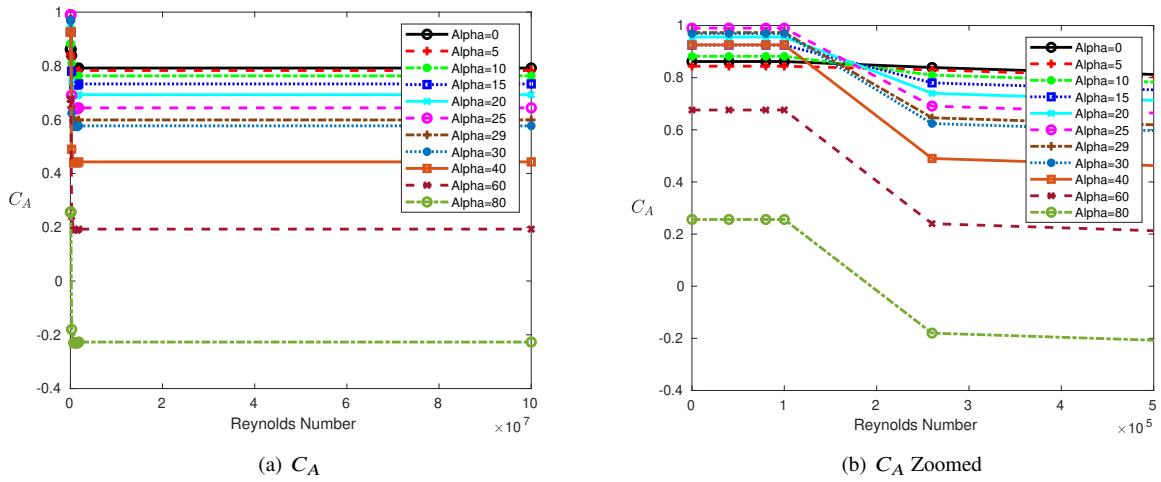 1
0.8
0.6
0.4
0.2
0
-0.2
-0.4
C_A
0 2 4 6 8 10
Reynolds Number ×10^7
Alpha=0
Alpha=5
Alpha=10
Alpha=15
Alpha=20
Alpha=25
Alpha=29
Alpha=30
Alpha=40
Alpha=60
Alpha=80
(a) C_A
1
0.8
0.6
0.4
0.2
0
-0.2
-0.4
C_A
0 1 2 3 4 5
Reynolds Number ×10^5
Alpha=0
Alpha=5
Alpha=10
Alpha=15
Alpha=20
Alpha=25
Alpha=29
Alpha=30
Alpha=40
Alpha=60
Alpha=80
(b) C_A Zoomed